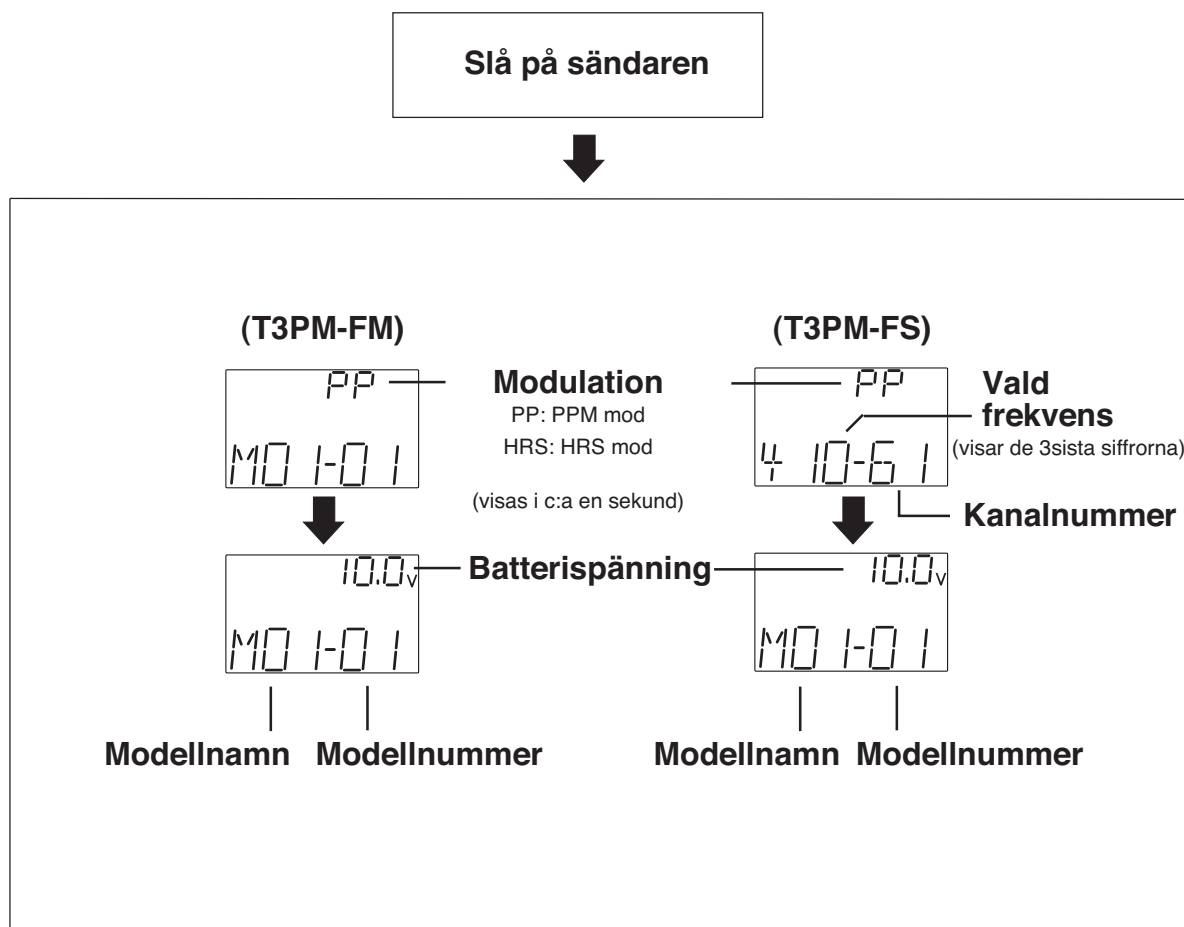 Slå på sändaren
(T3PM-FM)
(T3PM-FS)
PP
Modulation
PP
Vald
frekvens
PP: PPM mod
HRS: HRS mod
(visar de 3sista siffrorna)
M01-01
4 10-61
(visas i c:a en sekund)
Kanalnummer
10.0v
Batterispänning
10.0v
M01-01
M01-01
Modellnamn Modellnummer
Modellnamn Modellnummer